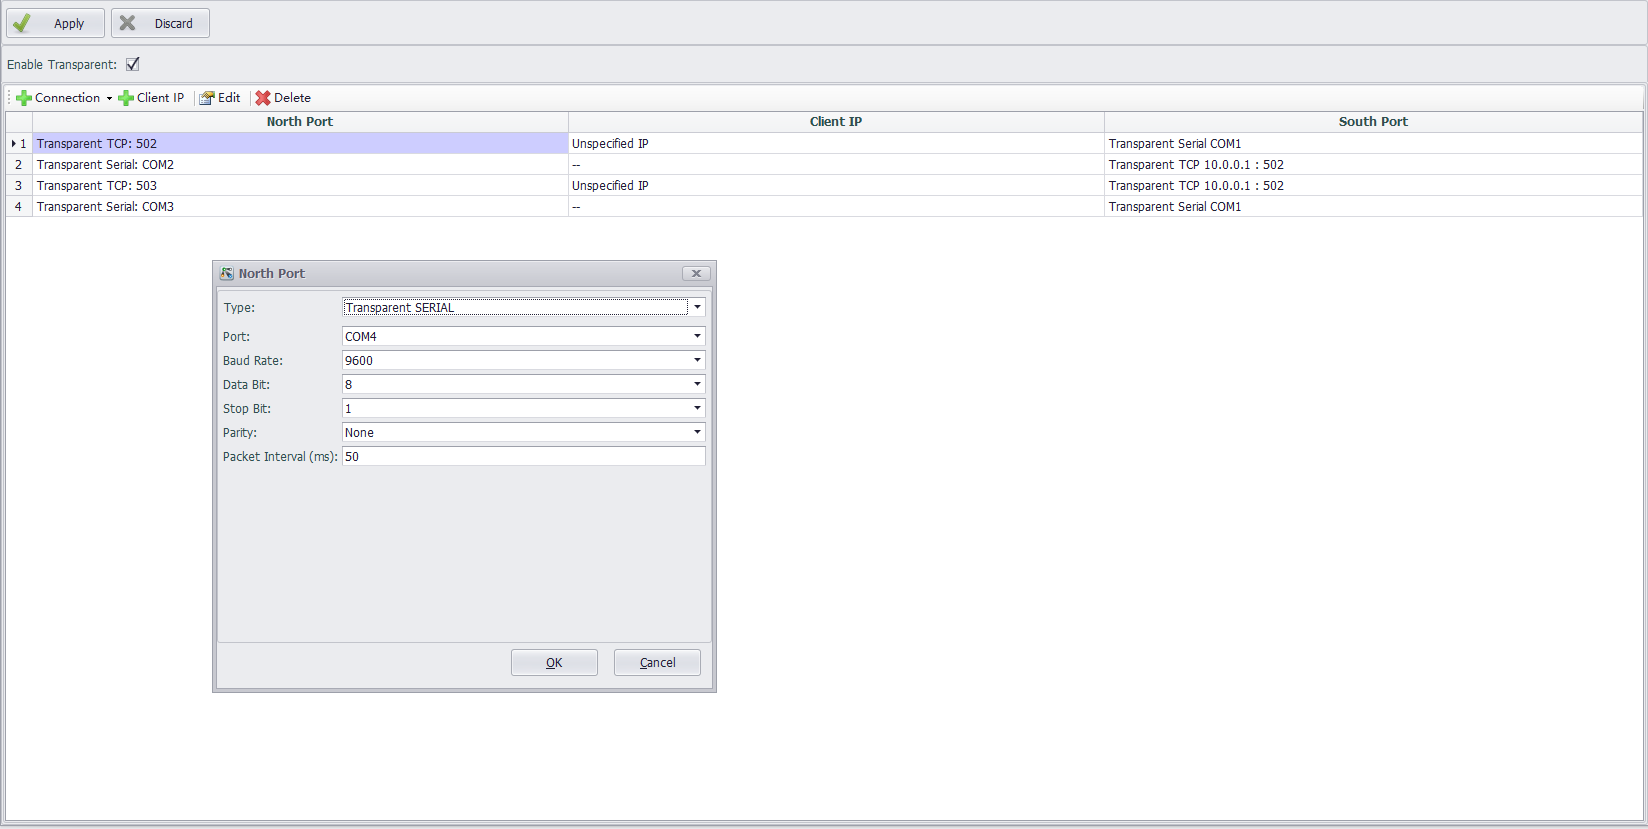 Apply Discard
Enable Transparent:
Connection Client IP Edit Delete
North Port Client IP South Port
1 Transparent TCP: 502 Unspecified IP Transparent Serial COM1
2 Transparent Serial: COM2 -- Transparent TCP 10.0.0.1 : 502
3 Transparent TCP: 503 Unspecified IP Transparent TCP 10.0.0.1 : 502
4 Transparent Serial: COM3 -- Transparent Serial COM1
North Port
Type: Transparent SERIAL
Port: COM4
Baud Rate: 9600
Data Bit: 8
Stop Bit: 1
Parity: None
Packet Interval (ms): 50
OK Cancel